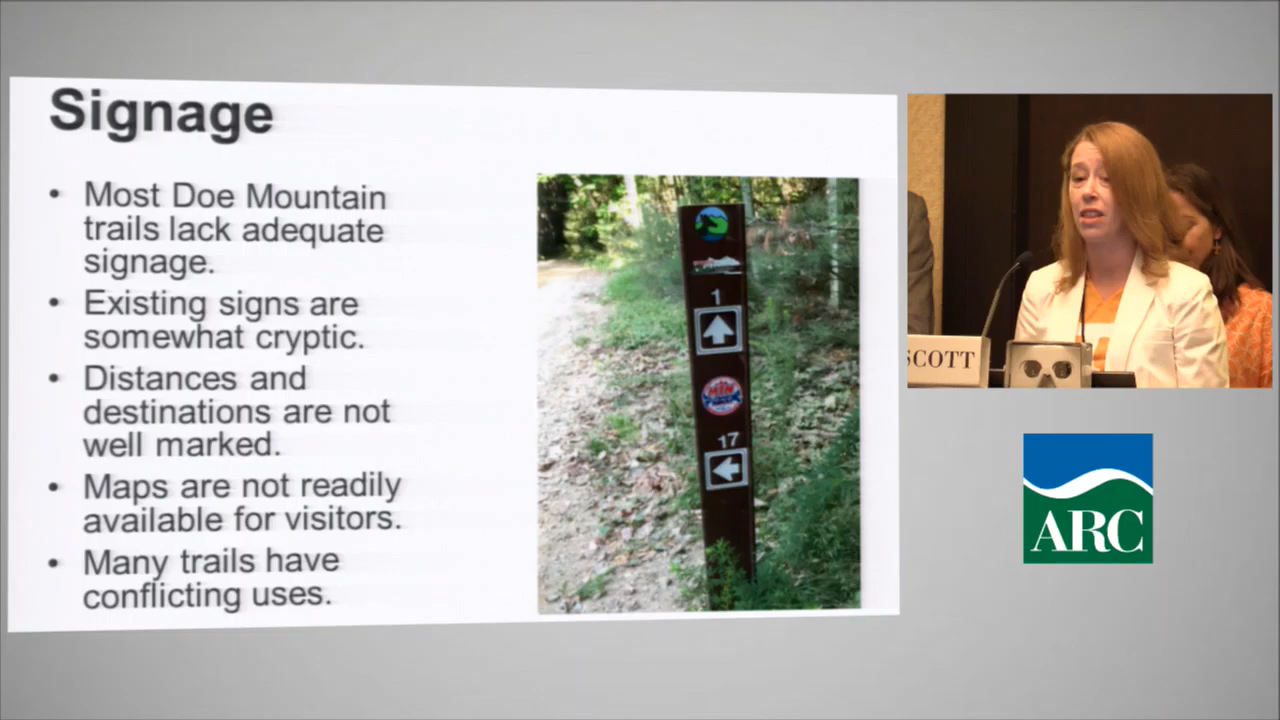 Signage
• Most Doe Mountain
trails lack adequate
signage.
• Existing signs are
somewhat cryptic.
• Distances and
destinations are not
well marked.
• Maps are not readily
available for visitors.
• Many trails have
conflicting uses.
1
17
SCOTT
ARC